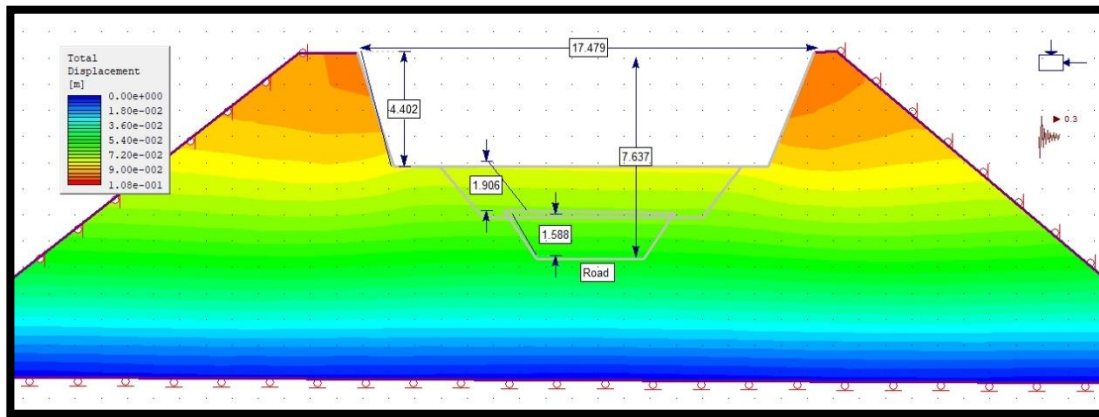 Total
Displacement
[m]
0.00e+000
1.80e-002
3.60e-002
5.40e-002
7.20e-002
9.00e-002
1.08e-001
17.479
4.402
7.637
1.906
1.588
Road
0.3